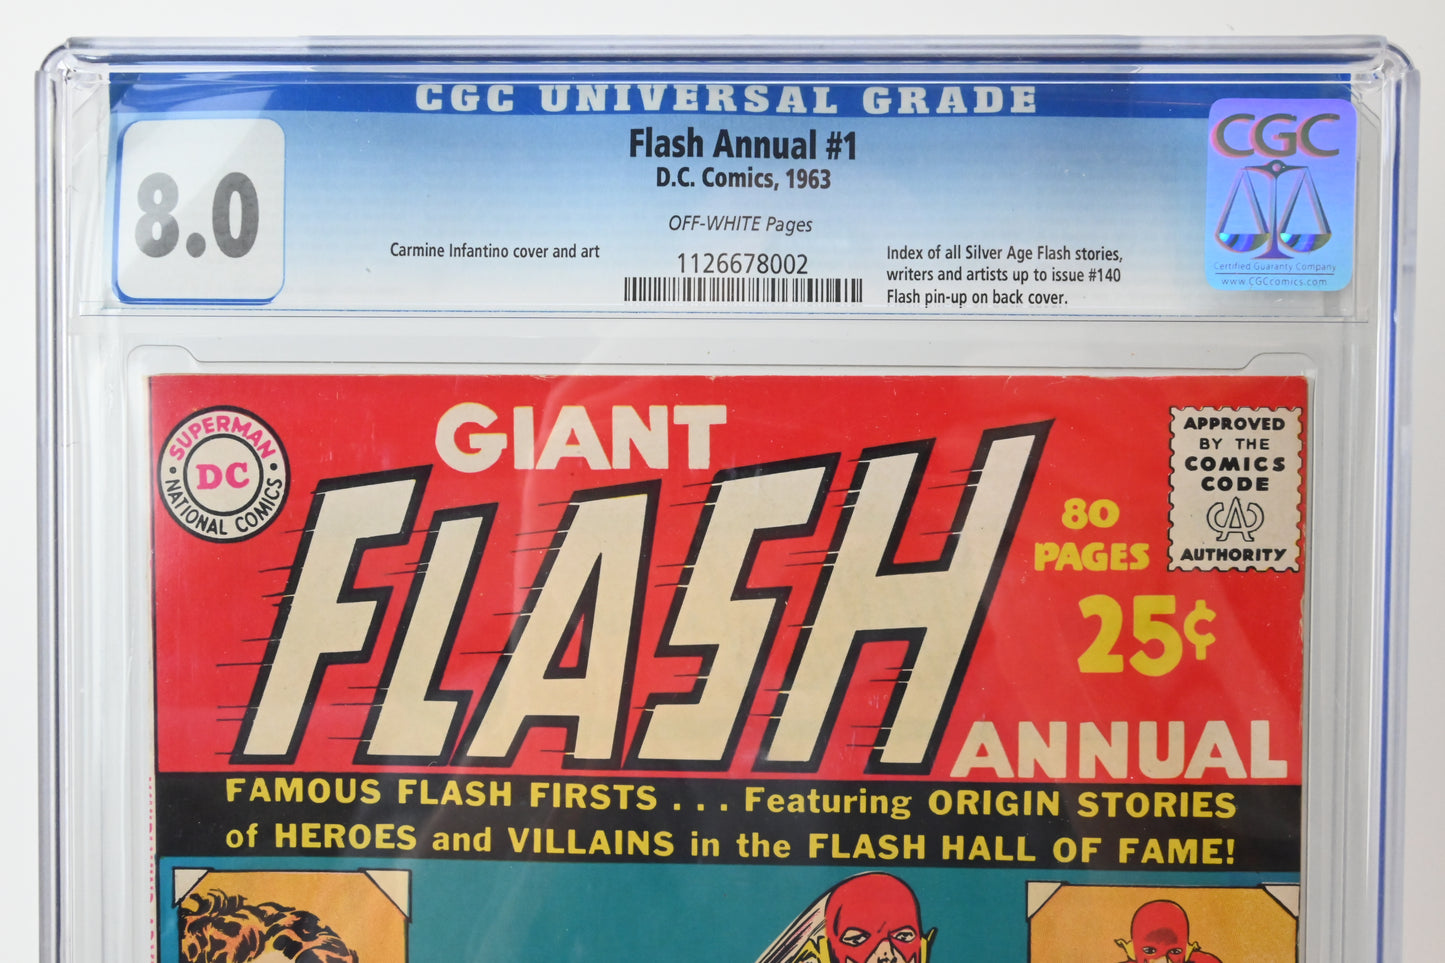 CGC UNIVERSAL GRADE
8.0
Flash Annual #1
D.C. Comics, 1963
OFF-WHITE Pages
Carmine Infantino cover and art
1126678002
Index of all Silver Age Flash stories,
writers and artists up to issue #140
Flash pin-up on back cover.
CGC
Certified Guaranty Company
www.CGCcomics.com
SUPERMAN
DC
NATIONAL COMICS
GIANT
FLASH
ANNUAL
80
PAGES
25¢
APPROVED
BY THE
COMICS
CODE
CA
AUTHORITY
FAMOUS FLASH FIRSTS . . . Featuring ORIGIN STORIES
of HEROES and VILLAINS in the FLASH HALL OF FAME!